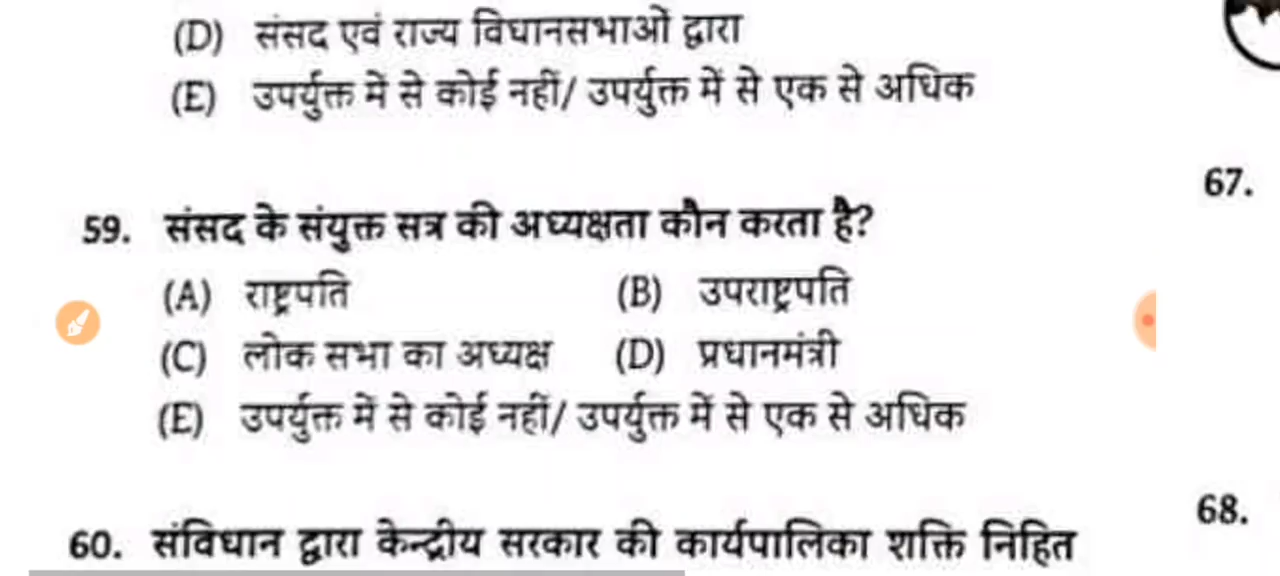 (D) संसद एवं राज्य विधानसभाओं द्वारा
(E) उपर्युक्त में से कोई नहीं/ उपर्युक्त में से एक से अधिक
59. संसद के संयुक्त सत्र की अध्यक्षता कौन करता है?
(A) राष्ट्रपति (B) उपराष्ट्रपति
(C) लोक सभा का अध्यक्ष (D) प्रधानमंत्री
(E) उपर्युक्त में से कोई नहीं/ उपर्युक्त में से एक से अधिक
60. संविधान द्वारा केन्द्रीय सरकार की कार्यपालिका शक्ति निहित
67.
68.